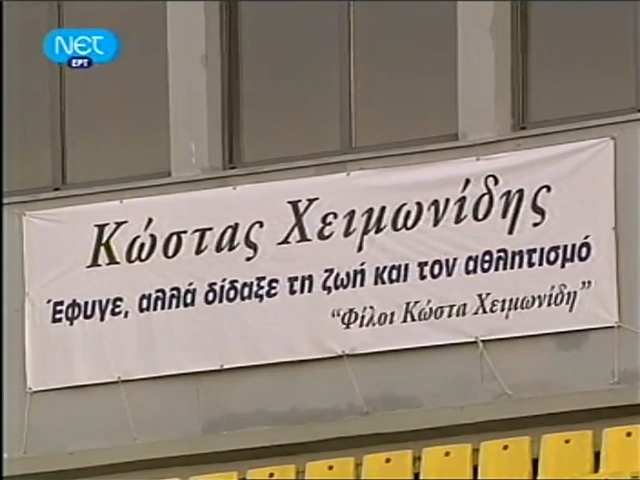 NET
ΕΡΤ
Κώστας Χειμωνίδης
Έφυγε, αλλά δίδαξε τη ζωή και τον αθλητισμό
“Φίλοι Κώστα Χειμωνίδη”